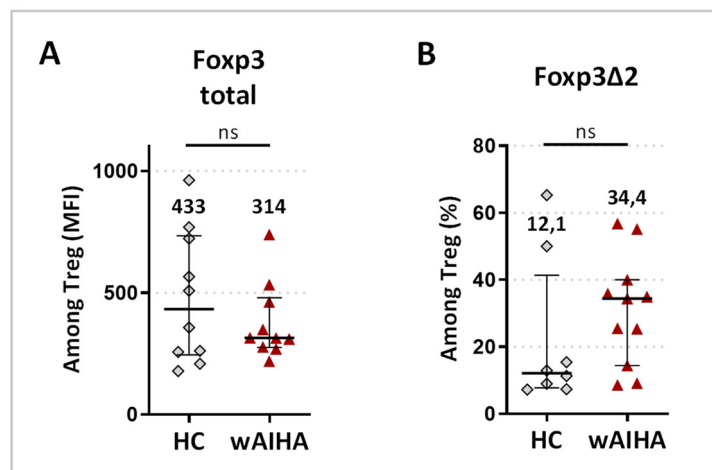 A
Foxp3
total
ns
1000
500
0
Among Treg (MFI)
433
314
HC
wAIHA
B
Foxp3Δ2
ns
80
60
40
20
0
Among Treg (%)
12,1
34,4
HC
wAIHA